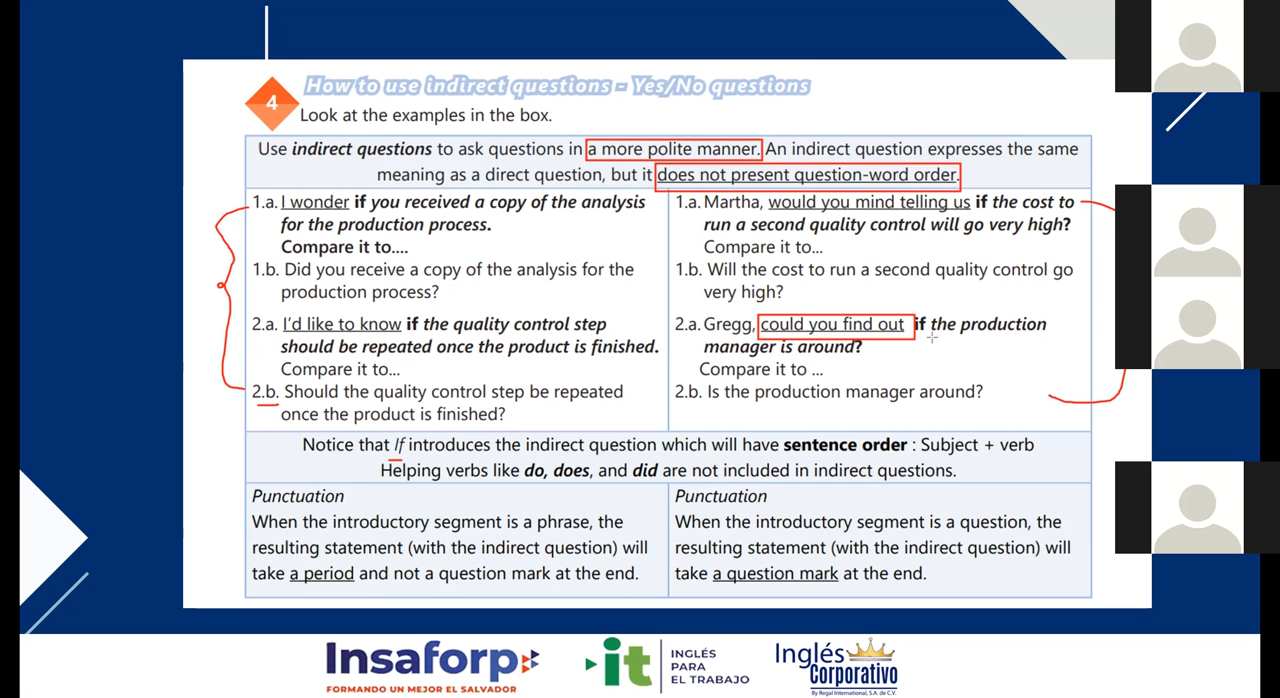 4
How to use indirect questions – Yes/No questions
Look at the examples in the box.
Use indirect questions to ask questions in a more polite manner. An indirect question expresses the same
meaning as a direct question, but it does not present question-word order.
1.a. I wonder if you received a copy of the analysis
for the production process.
Compare it to....
1.b. Did you receive a copy of the analysis for the
production process?
2.a. I'd like to know if the quality control step
should be repeated once the product is finished.
Compare it to...
2.b. Should the quality control step be repeated
once the product is finished?
1.a. Martha, would you mind telling us if the cost to
run a second quality control will go very high?
Compare it to...
1.b. Will the cost to run a second quality control go
very high?
2.a. Gregg, could you find out if the production
manager is around?
Compare it to ...
2.b. Is the production manager around?
Notice that If introduces the indirect question which will have sentence order : Subject + verb
Helping verbs like do, does, and did are not included in indirect questions.
Punctuation
When the introductory segment is a phrase, the
resulting statement (with the indirect question) will
take a period and not a question mark at the end.
Punctuation
When the introductory segment is a question, the
resulting statement (with the indirect question) will
take a question mark at the end.
Insaforp
FORMANDO UN MEJOR EL SALVADOR
it
INGLÉS
PARA
EL TRABAJO
Inglés
Corporativo
By Regal International, S.A. de C.V.